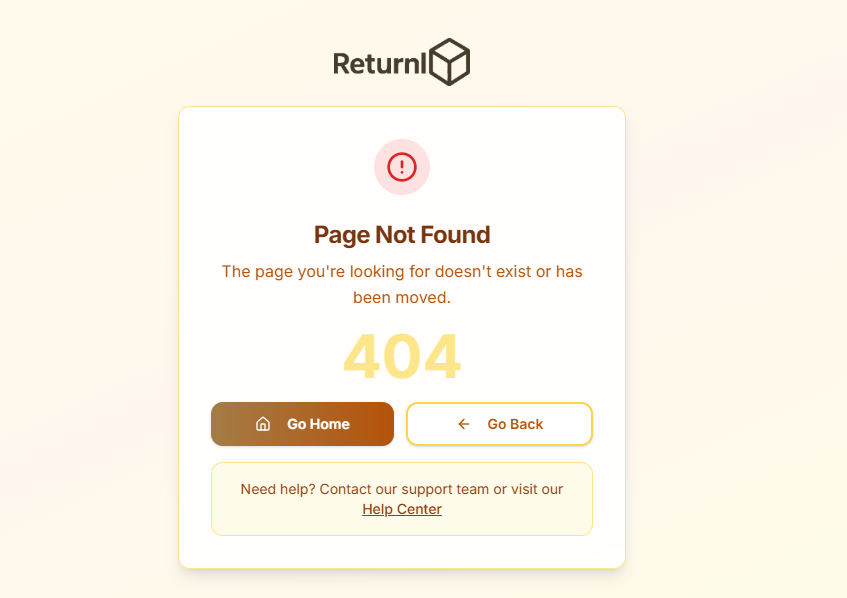 Returnl
Page Not Found
The page you're looking for doesn't exist or has
been moved.
404
Go Home
Go Back
Need help? Contact our support team or visit our
Help Center